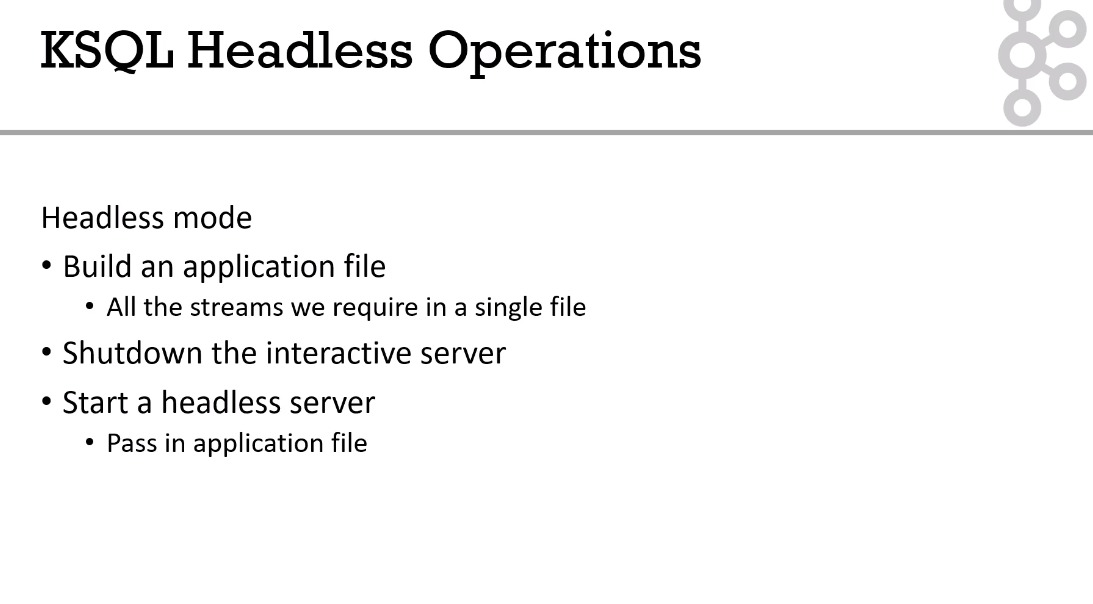 KSQL Headless Operations
Headless mode
• Build an application file
• All the streams we require in a single file
• Shutdown the interactive server
• Start a headless server
• Pass in application file